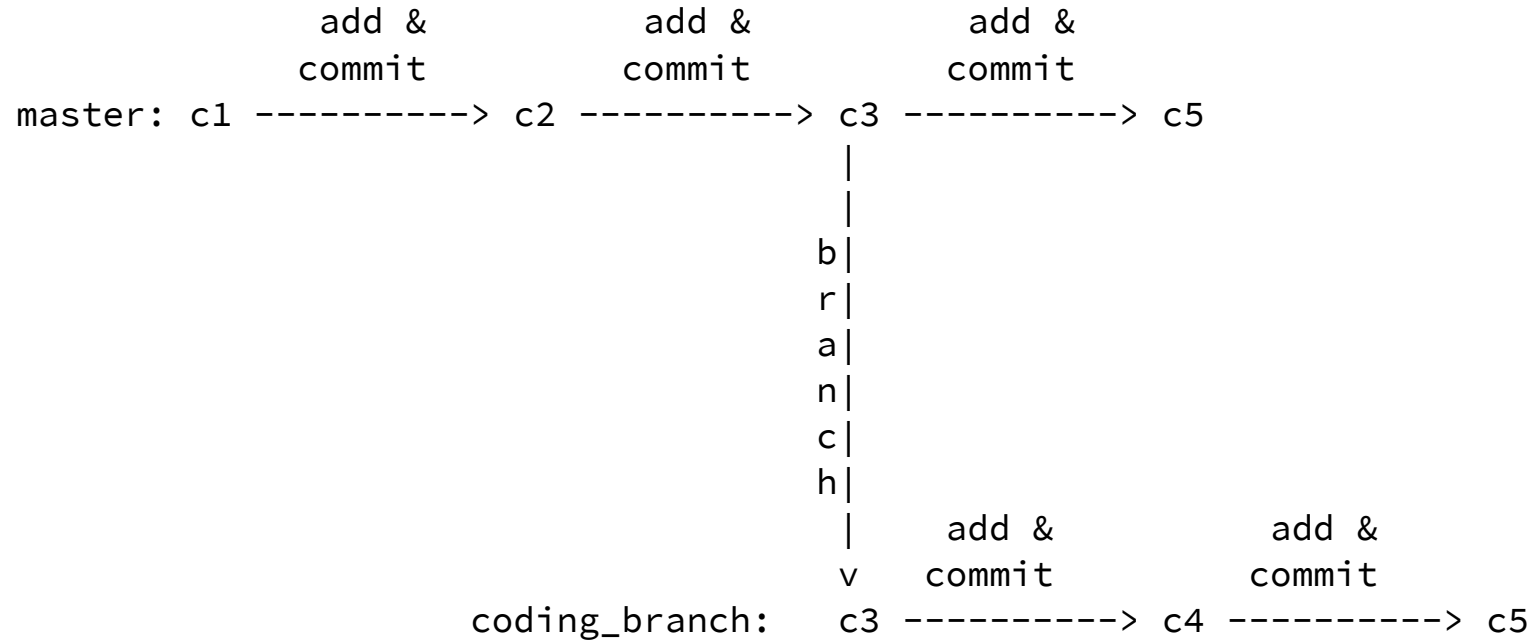 add & add & add &
commit commit commit
master: c1 ----------> c2 ----------> c3 ----------> c5
|
|
b|
r|
a|
n|
c|
h|
| add & add &
v commit commit
coding_branch: c3 ----------> c4 ----------> c5